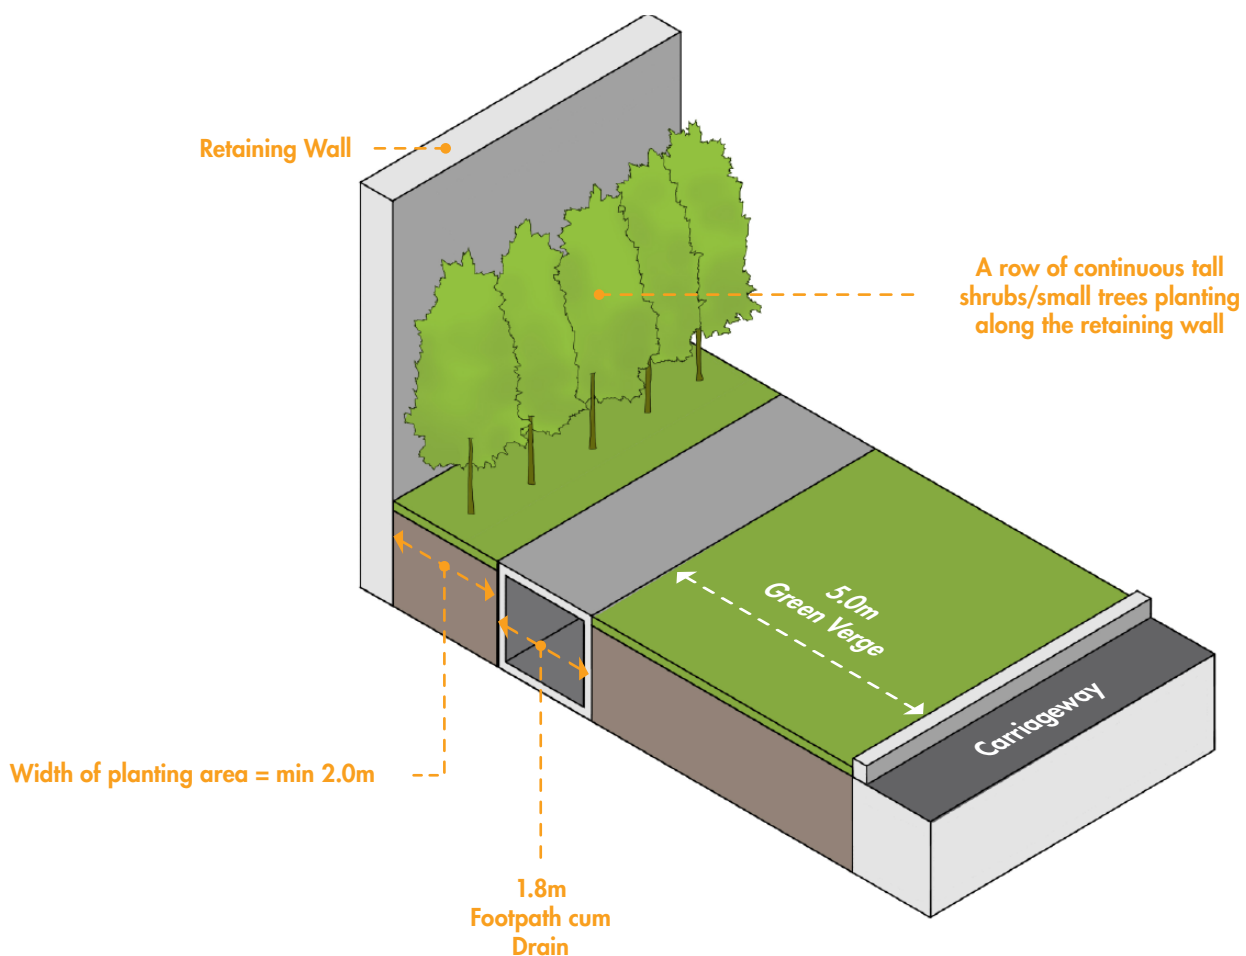 Retaining Wall
A row of continuous tall
shrubs/small trees planting
along the retaining wall
5.0m
Green Verge
Carriageway
Width of planting area = min 2.0m
1.8m
Footpath cum
Drain